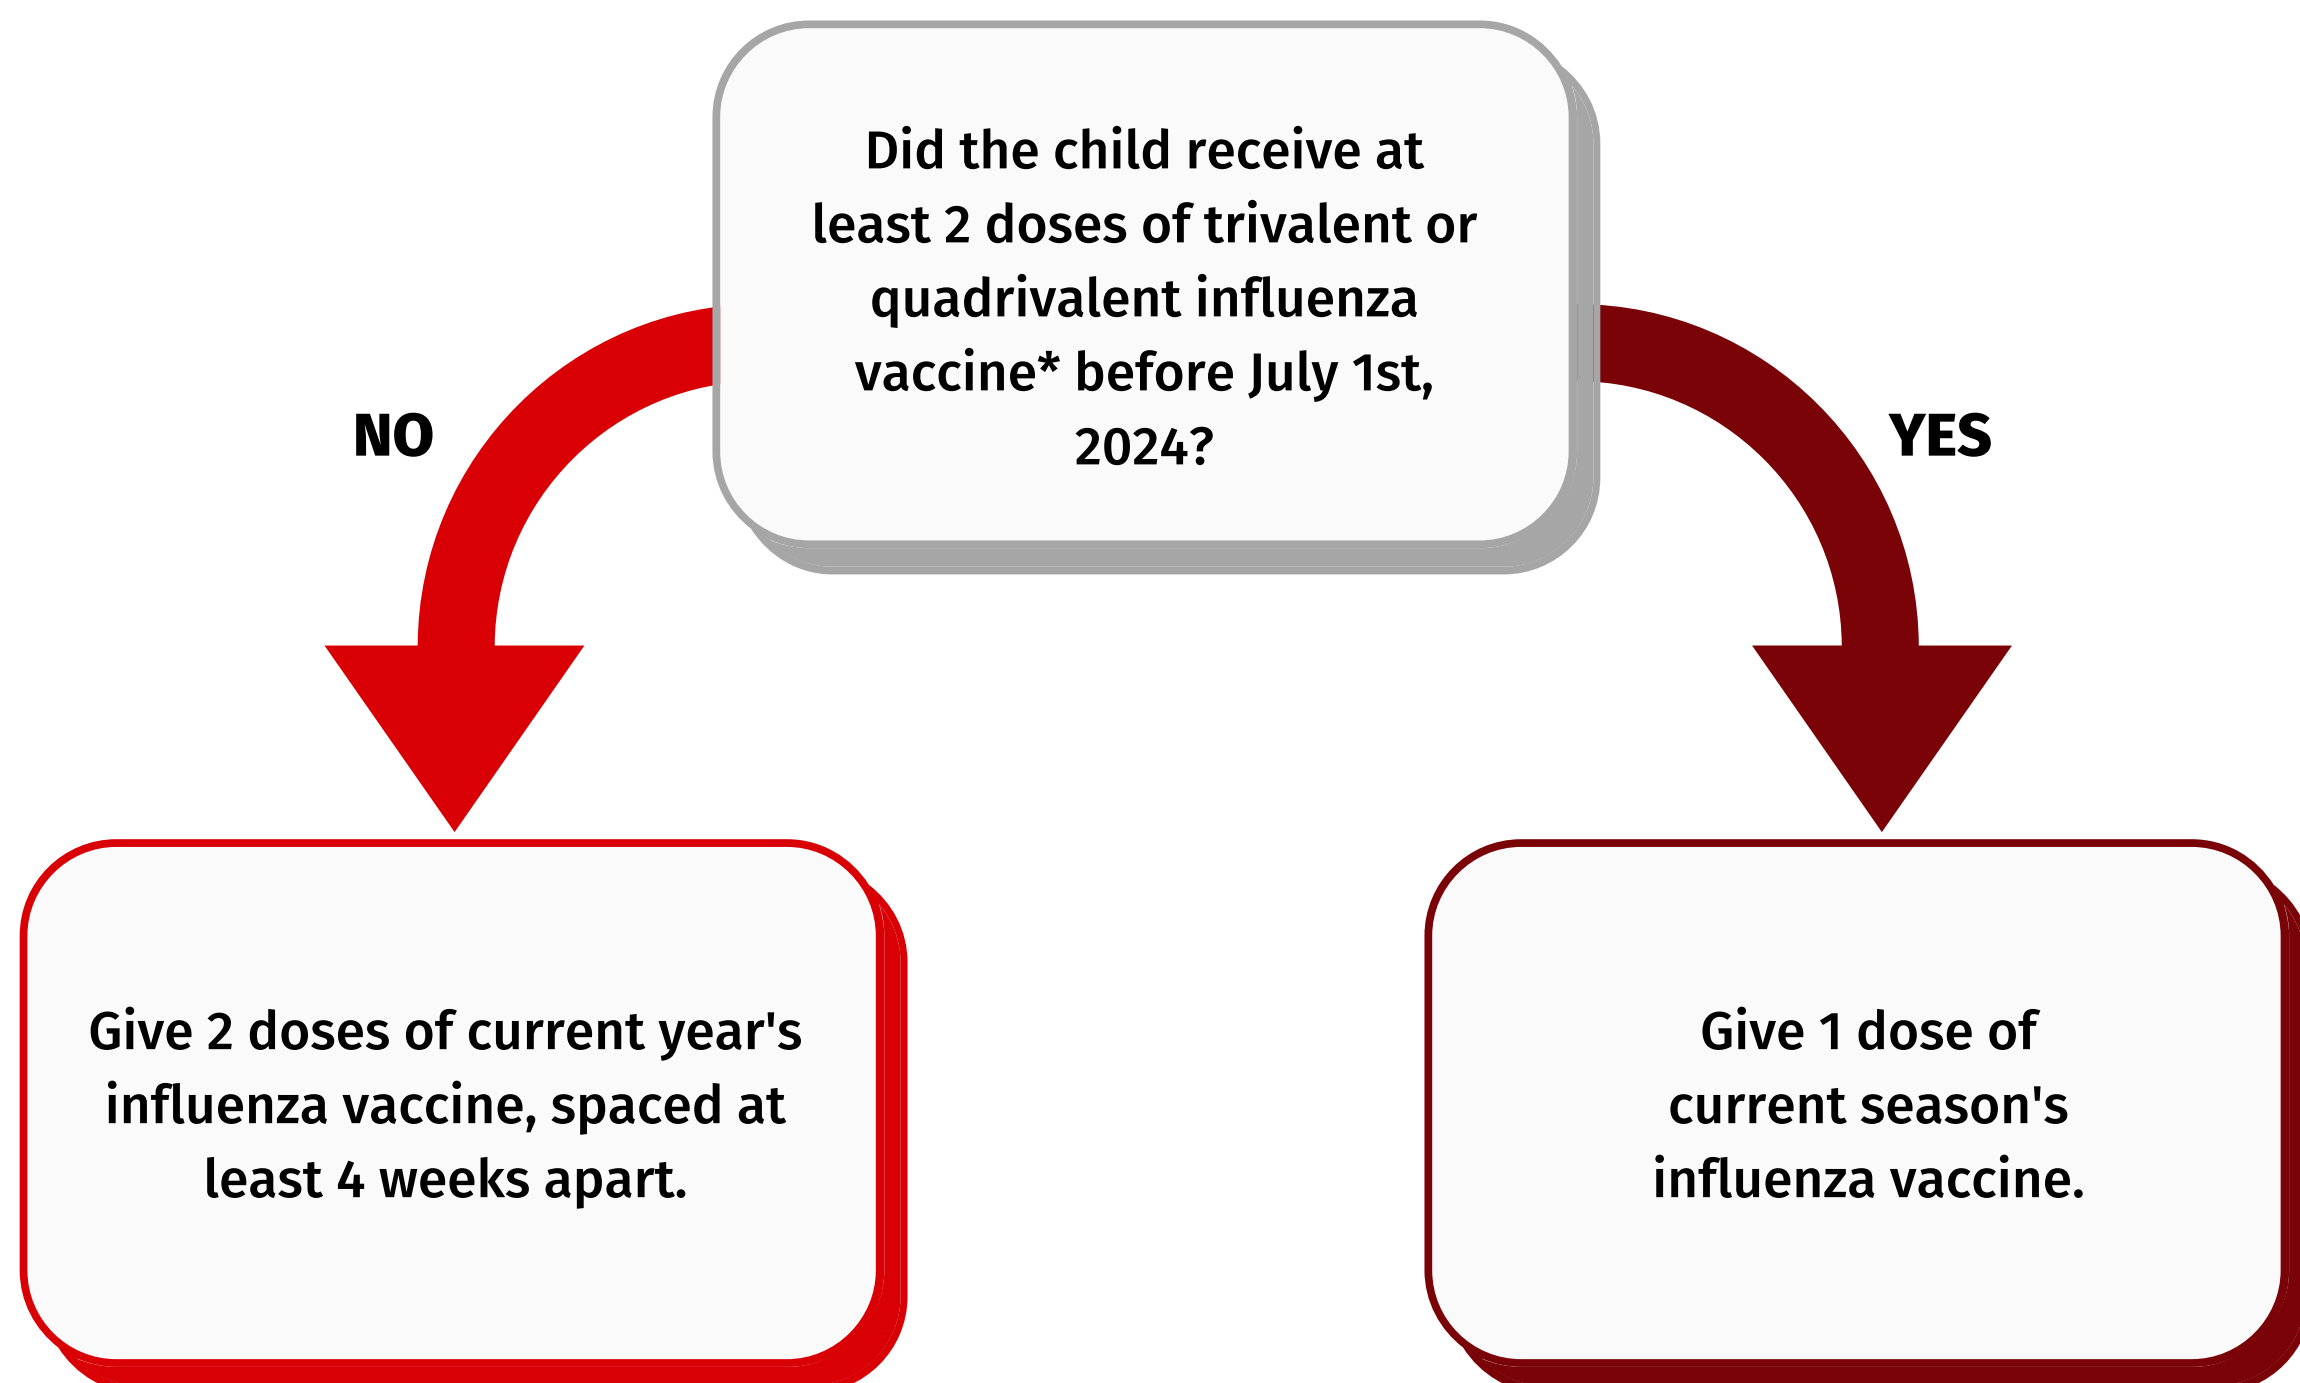 Did the child receive at
least 2 doses of trivalent or
quadrivalent influenza
vaccine* before July 1st,
2024?
NO
YES
Give 2 doses of current year's
influenza vaccine, spaced at
least 4 weeks apart.
Give 1 dose of
current season's
influenza vaccine.